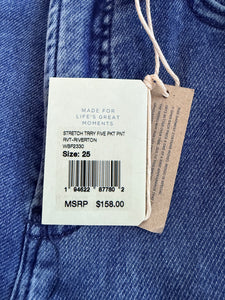 MADE FOR
LIFE'S GREAT
MOMENTS
STRETCH TRRY FIVE PKT PNT
RVT-RIVERTON
WBP2330
Size: 25
1 94622 87760 2
MSRP $158.00